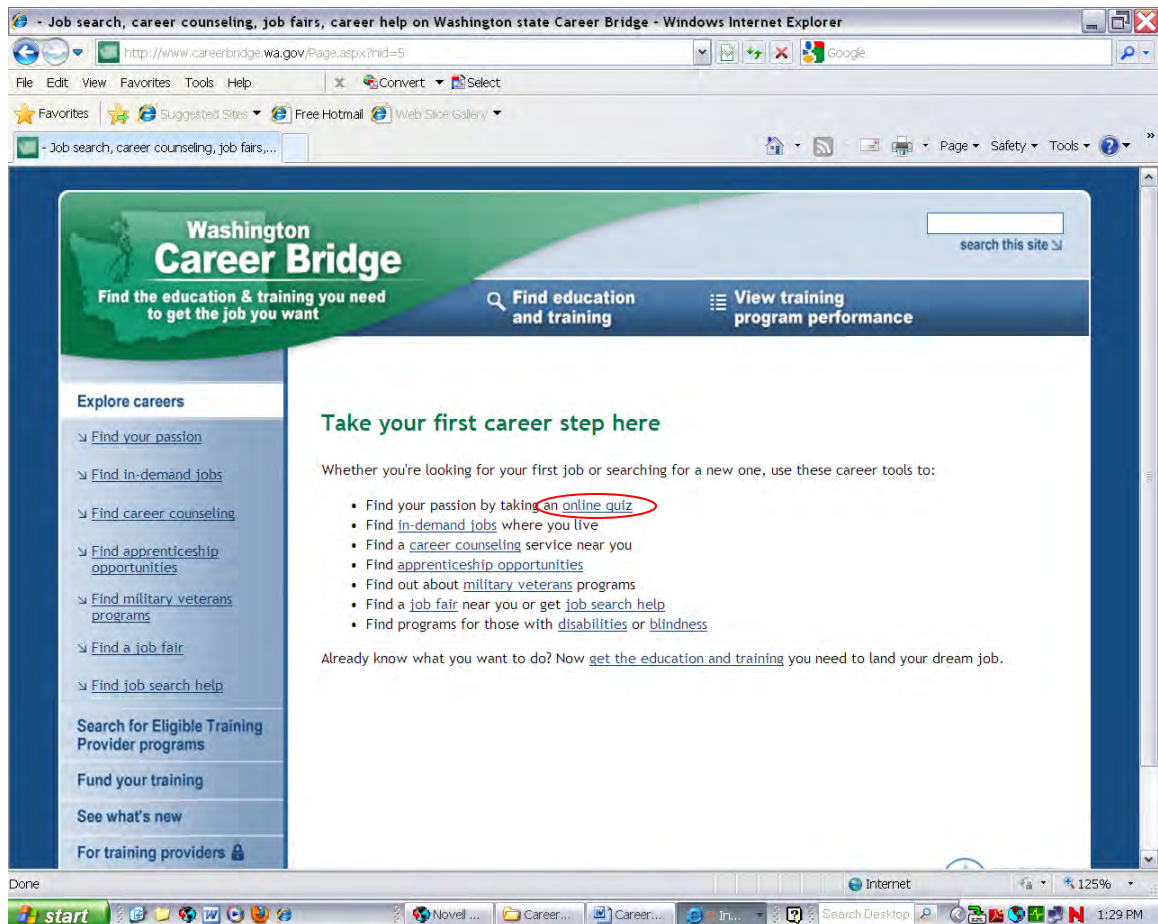 - Job search, career counseling, job fairs, career help on Washington state Career Bridge - Windows Internet Explorer
http://www.careerbridge.wa.gov/Page.aspx?nid=5
Google
File Edit View Favorites Tools Help
x Convert Select
Favorites Suggested Sites Free Hotmail Web Slice Gallery
- Job search, career counseling, job fairs,...
Page Safety Tools
Washington
Career Bridge
Find the education & training you need
to get the job you want
search this site
Find education
and training
View training
program performance
Explore careers
Find your passion
Find in-demand jobs
Find career counseling
Find apprenticeship
opportunities
Find military veterans
programs
Find a job fair
Find job search help
Search for Eligible Training
Provider programs
Fund your training
See what's new
For training providers
Take your first career step here
Whether you're looking for your first job or searching for a new one, use these career tools to:
• Find your passion by taking an online quiz
• Find in-demand jobs where you live
• Find a career counseling service near you
• Find apprenticeship opportunities
• Find out about military veterans programs
• Find a job fair near you or get job search help
• Find programs for those with disabilities or blindness
Already know what you want to do? Now get the education and training you need to land your dream job.
Done
Internet
125%
start
Novell ...
Career...
Career...
In...
Search Desktop
1:29 PM